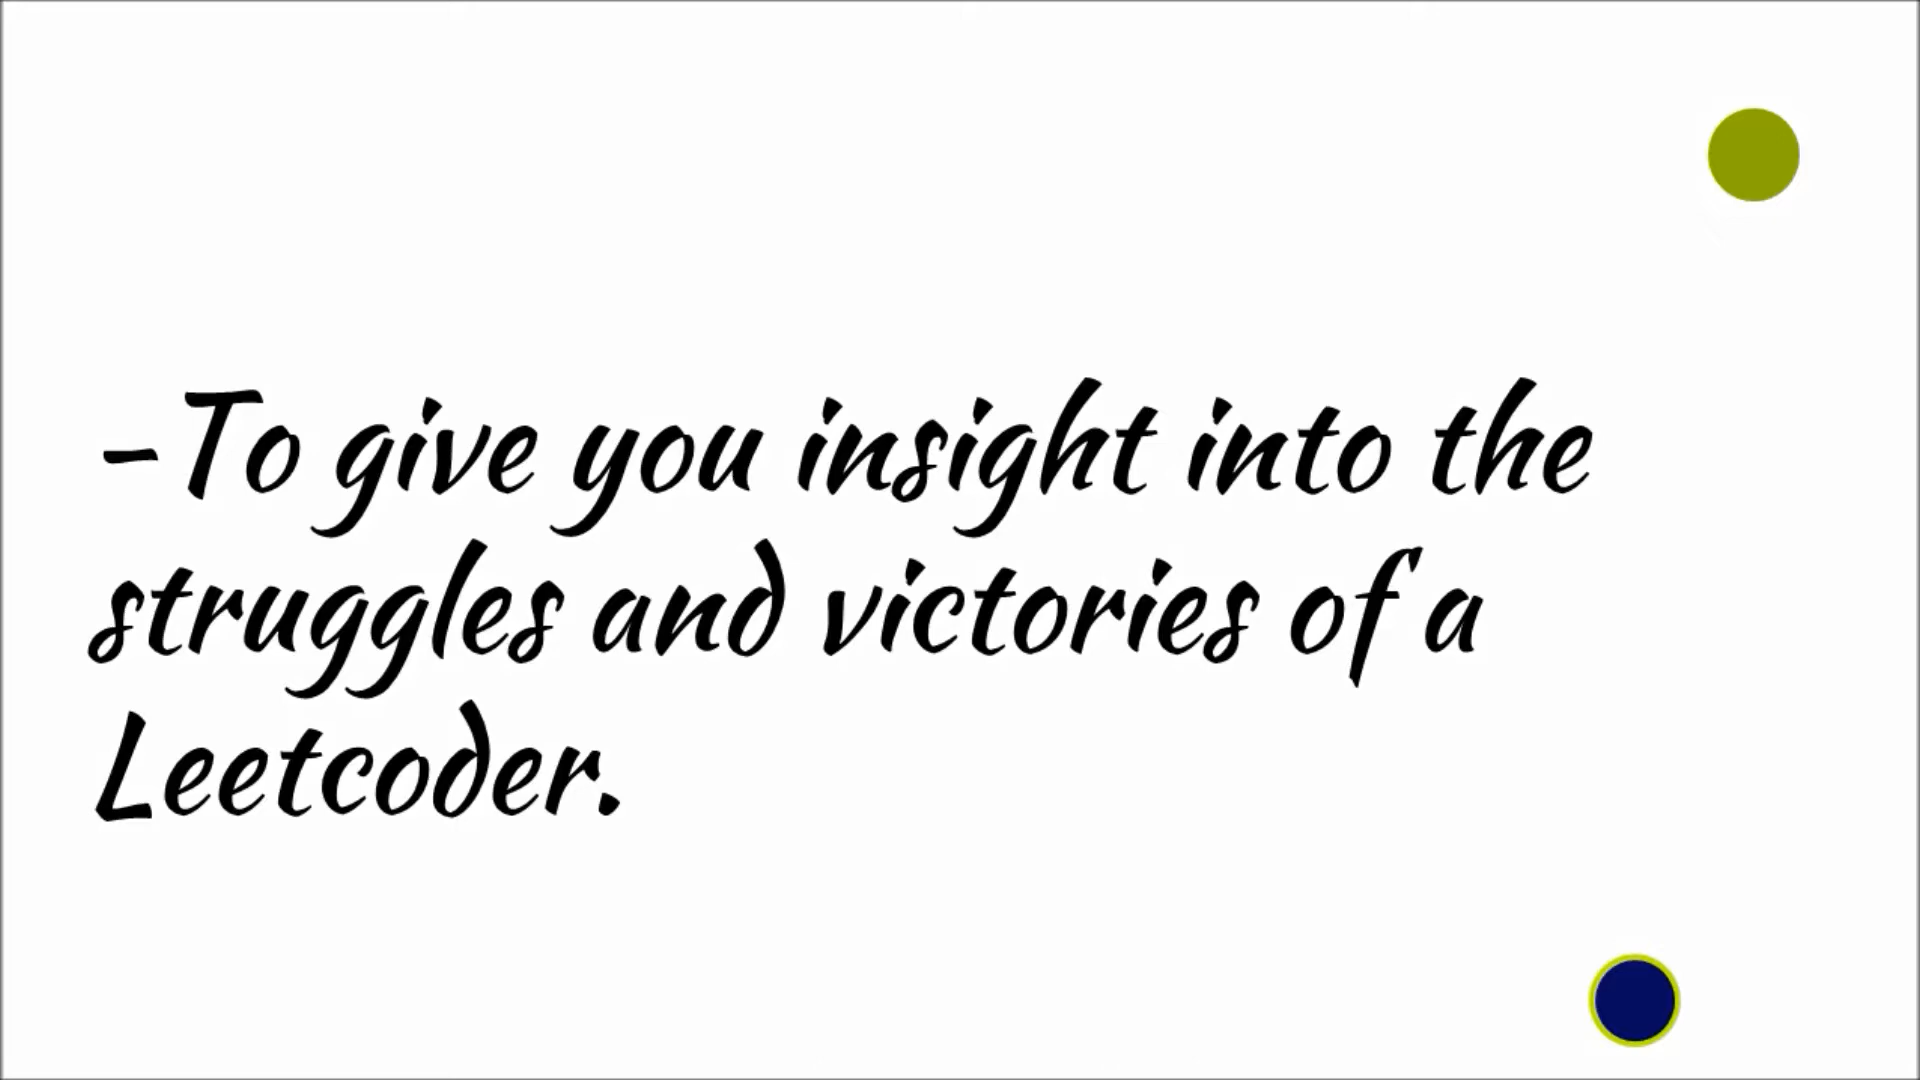 -To give you insight into the
struggles and victories of a
Leetcoder.